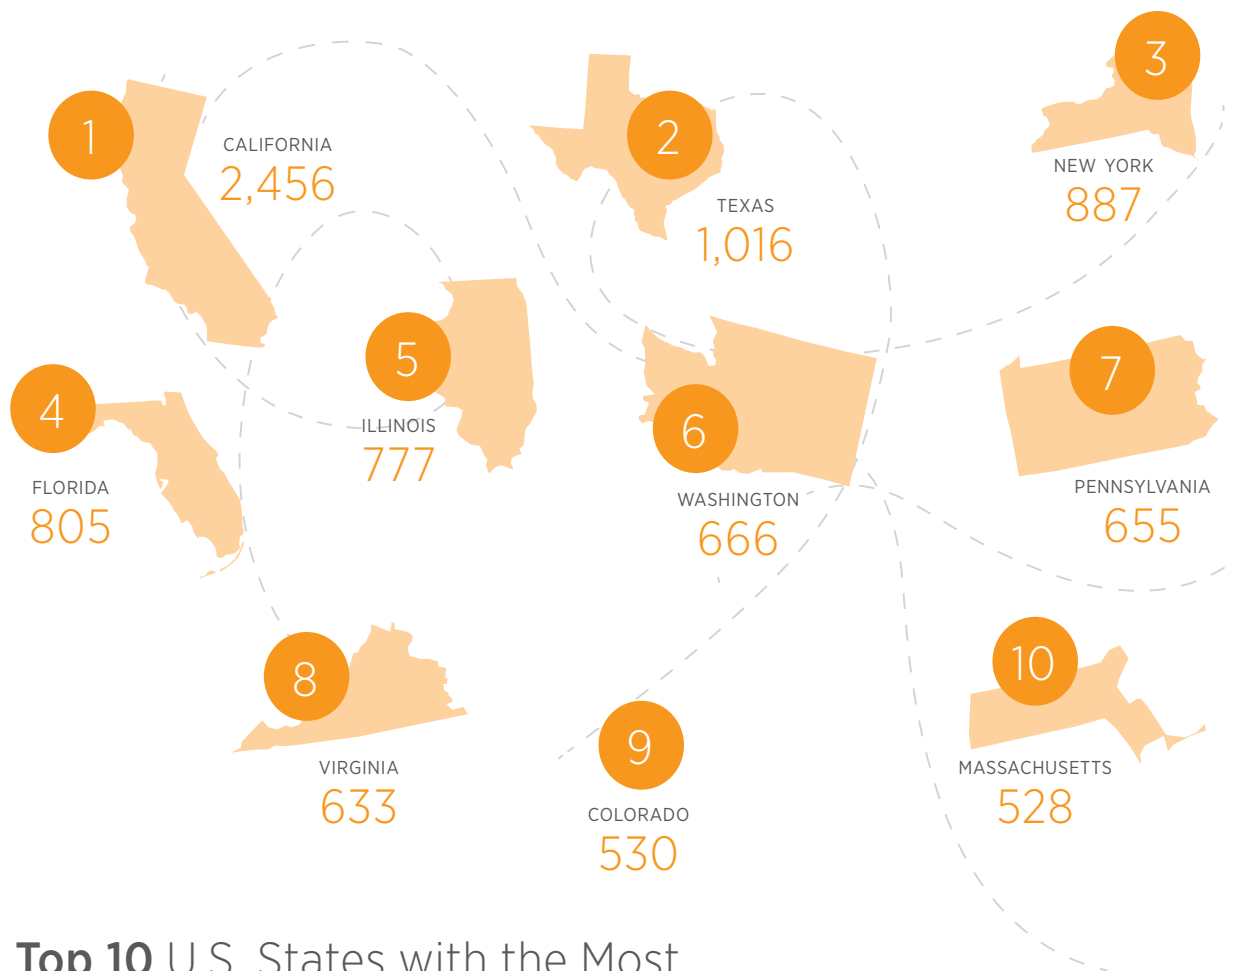 1
CALIFORNIA
2,456
2
TEXAS
1,016
3
NEW YORK
887
4
FLORIDA
805
5
ILLINOIS
777
6
WASHINGTON
666
7
PENNSYLVANIA
655
8
VIRGINIA
633
9
COLORADO
530
10
MASSACHUSETTS
528
Top 10 U.S. States with the Most